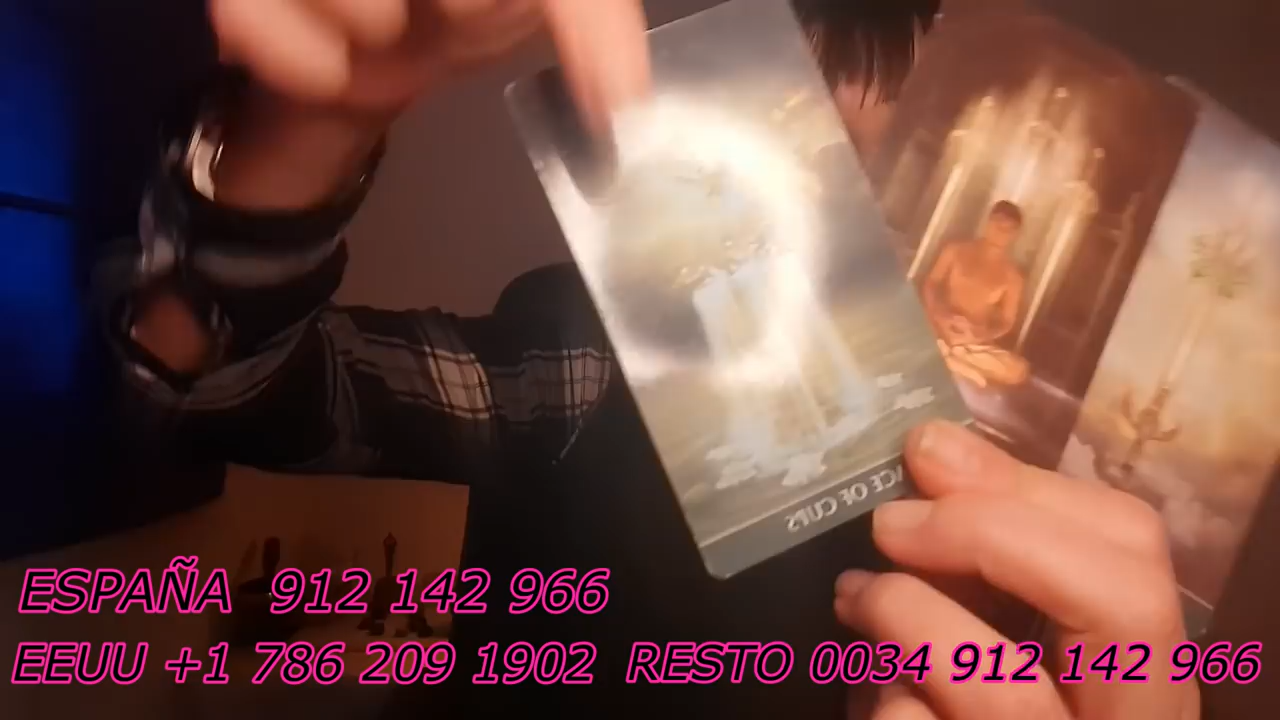 ACE OF CUPS
ESPAÑA 912 142 966
EEUU +1 786 209 1902 RESTO 0034 912 142 966